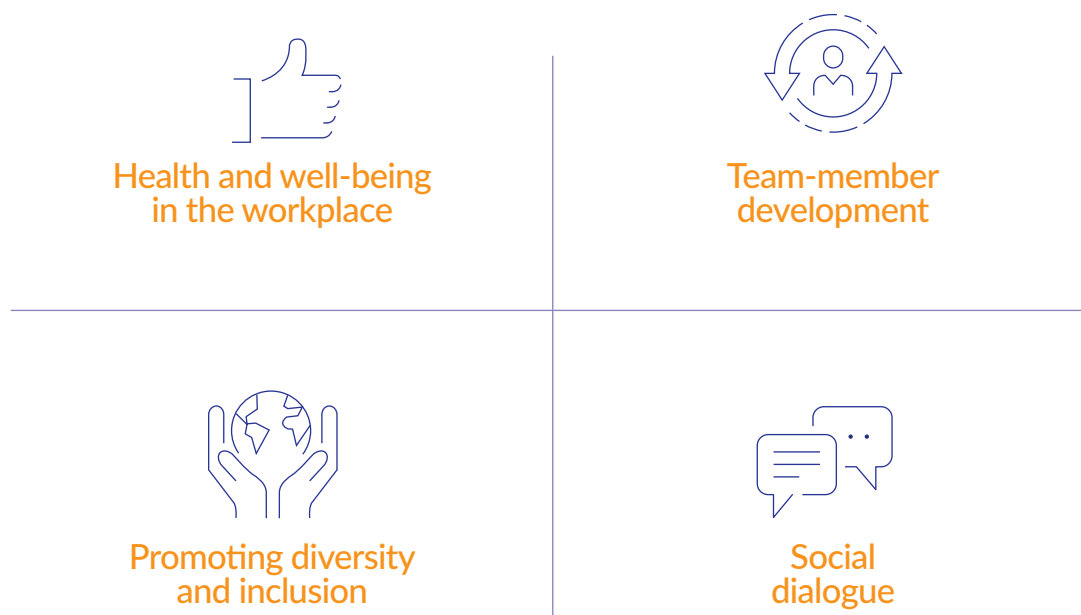 Health and well-being
in the workplace
Team-member
development
Promoting diversity
and inclusion
Social
dialogue